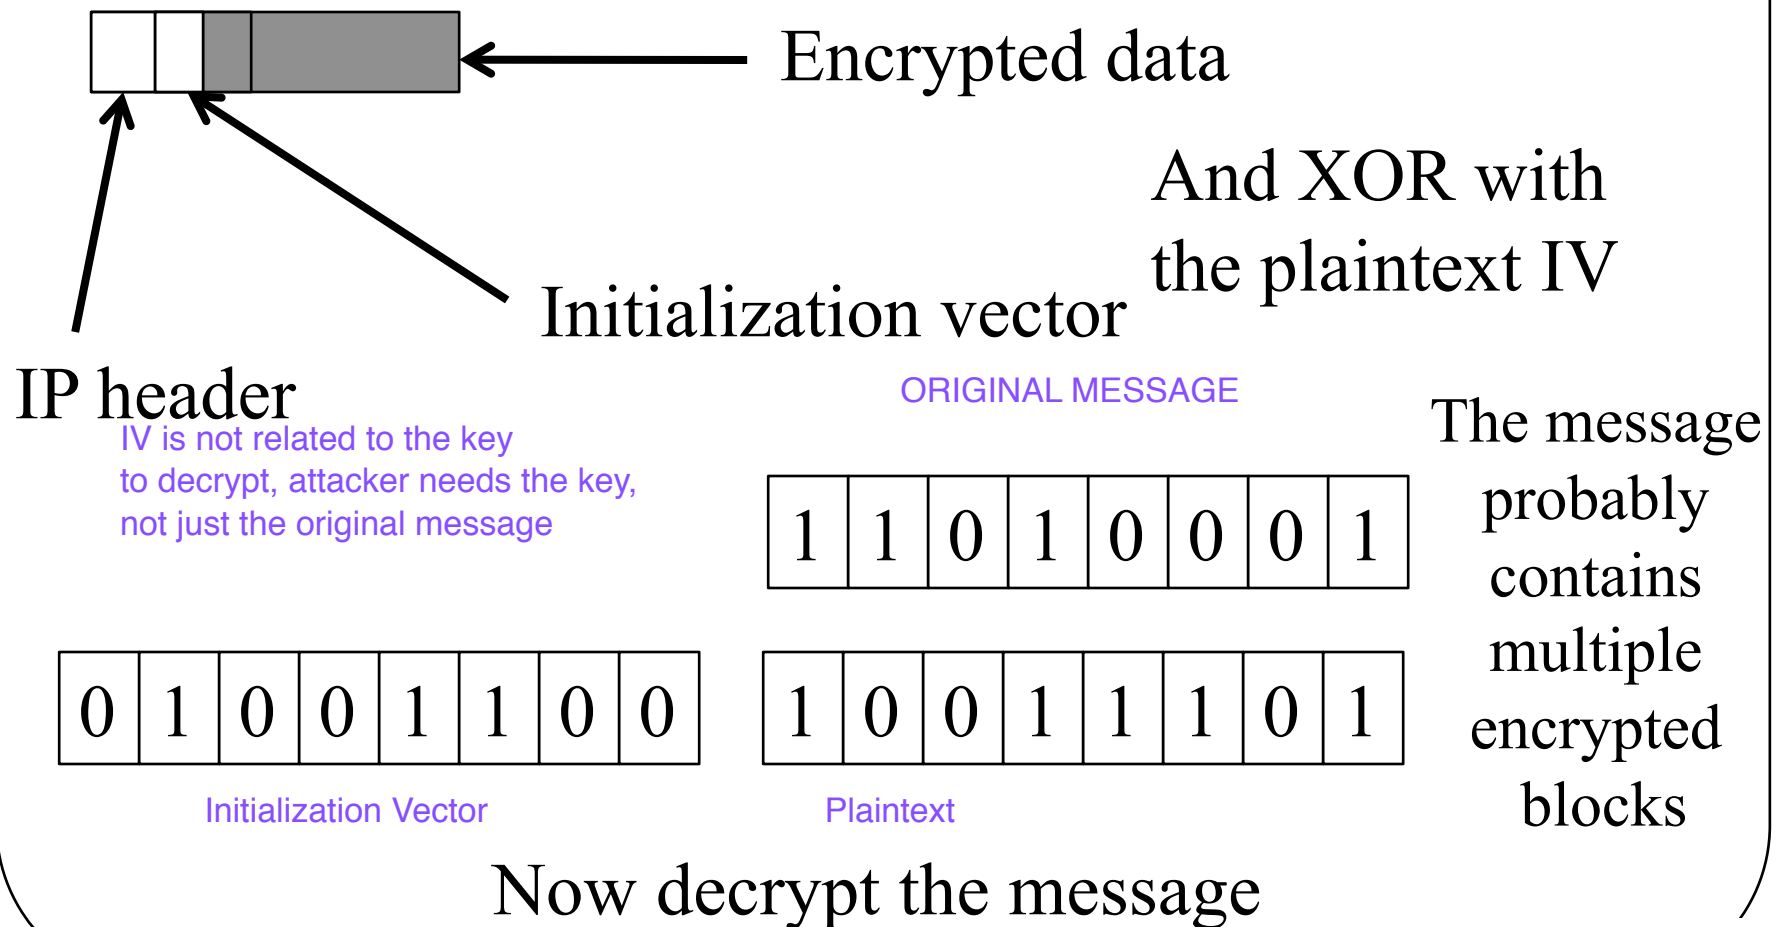 Encrypted data
And XOR with
the plaintext IV
Initialization vector
IP header
IV is not related to the key
to decrypt, attacker needs the key,
not just the original message
ORIGINAL MESSAGE
1 1 0 1 0 0 0 1
The message
probably
contains
multiple
encrypted
blocks
0 1 0 0 1 1 0 0
1 0 0 1 1 1 0 1
Initialization Vector
Plaintext
Now decrypt the message